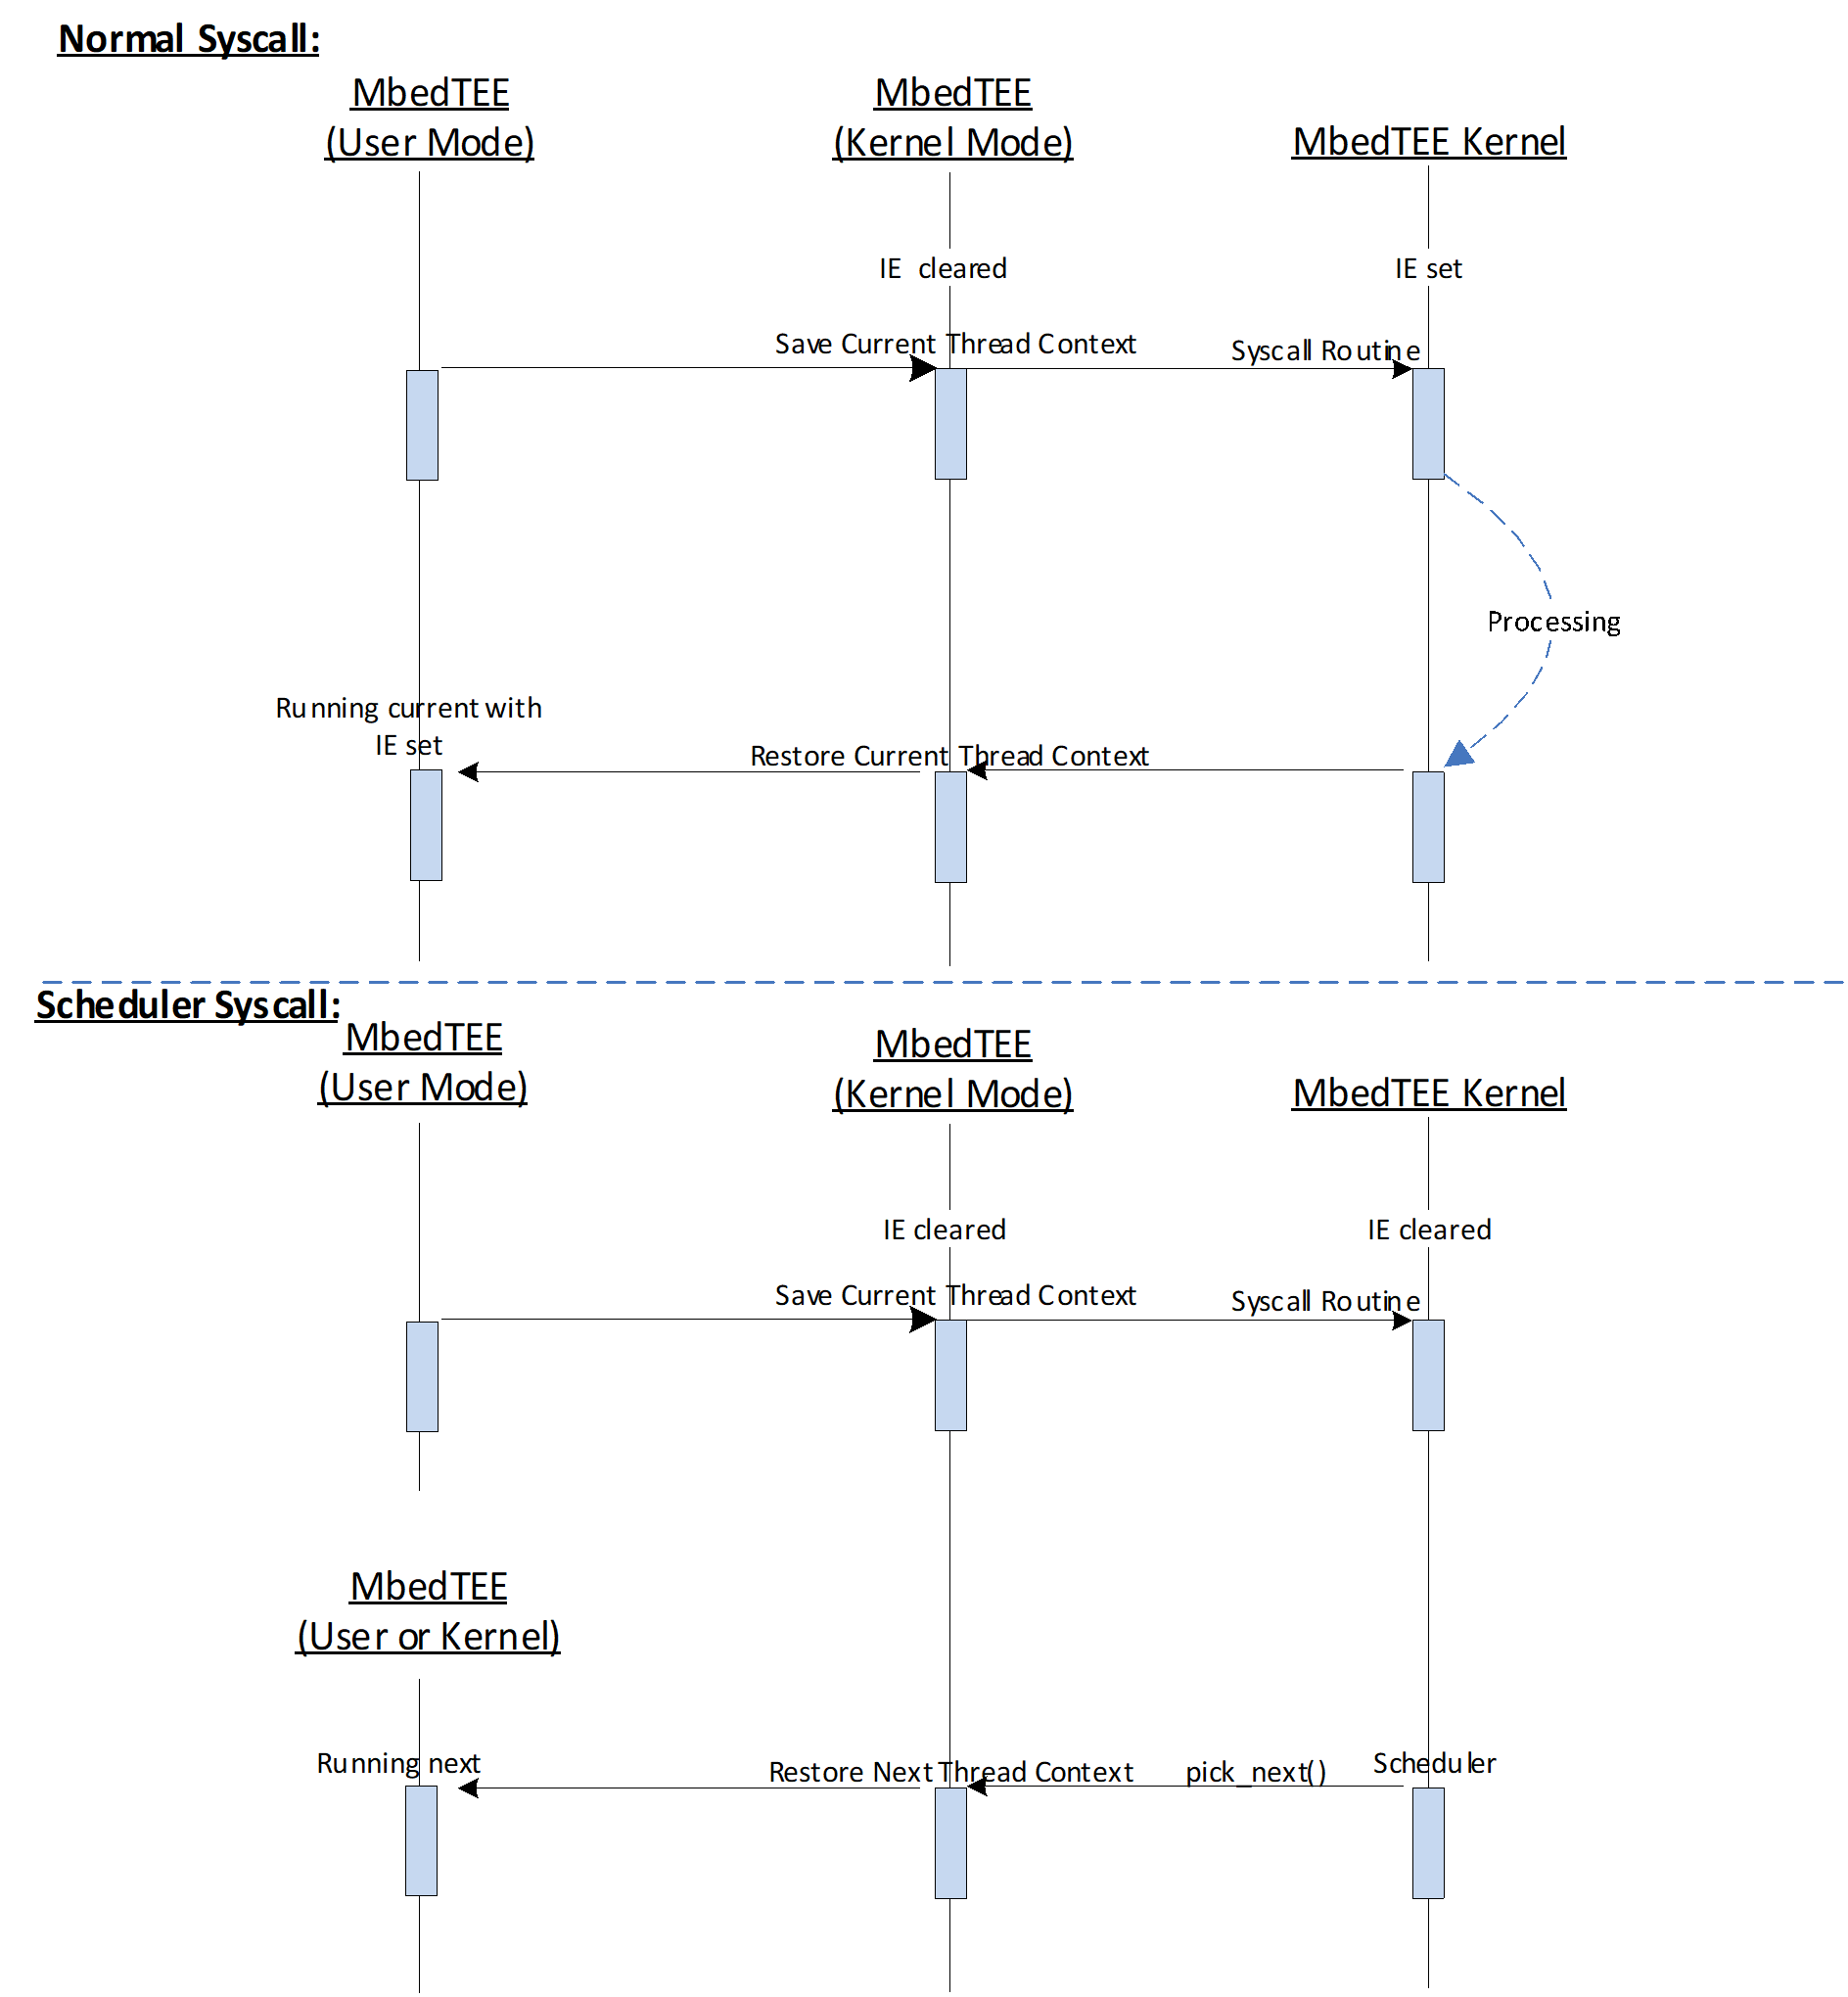 Normal Syscall:
MbedTEE
(User Mode)
MbedTEE
(Kernel Mode)
MbedTEE Kernel
IE cleared
IE set
Save Current Thread Context
Syscall Routine
Processing
Running current with
IE set
Restore Current Thread Context
Scheduler Syscall:
MbedTEE
(User Mode)
MbedTEE
(Kernel Mode)
MbedTEE Kernel
IE cleared
IE cleared
Save Current Thread Context
Syscall Routine
MbedTEE
(User or Kernel)
Running next
Restore Next Thread Context
pick_next()
Scheduler